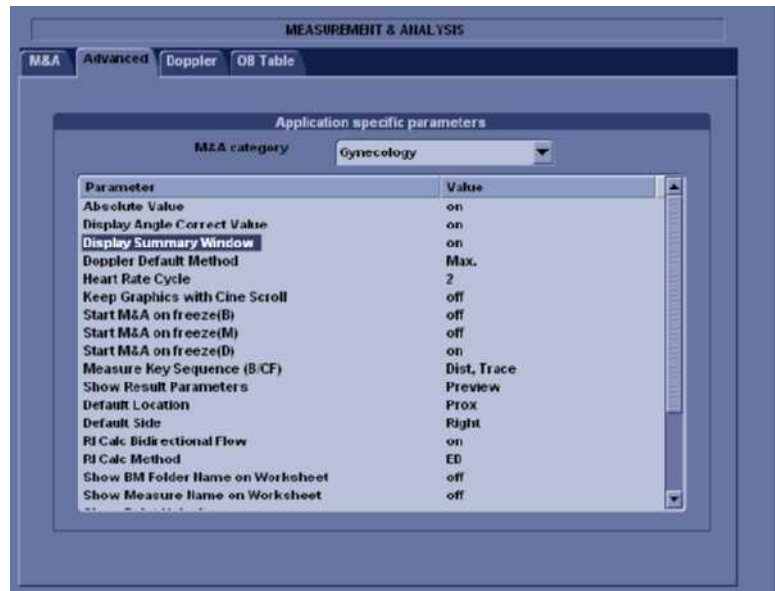 MEASUREMENT & ANALYSIS
M&A Advanced Doppler OB Table
Application specific parameters
M&A category Gynecology
Parameter Value
Absolute Value on
Display Angle Correct Value on
Display Summary Window on
Doppler Default Method Max.
Heart Rate Cycle 2
Keep Graphics with Cine Scroll off
Start M&A on freeze(B) off
Start M&A on freeze(M) off
Start M&A on freeze(D) on
Measure Key Sequence (B/CF) Dist, Trace
Show Result Parameters Preview
Default Location Prox
Default Side Right
RI Calc Bidirectional Flow on
RI Calc Method ED
Show BM Folder Name on Worksheet off
Show Measure Name on Worksheet off